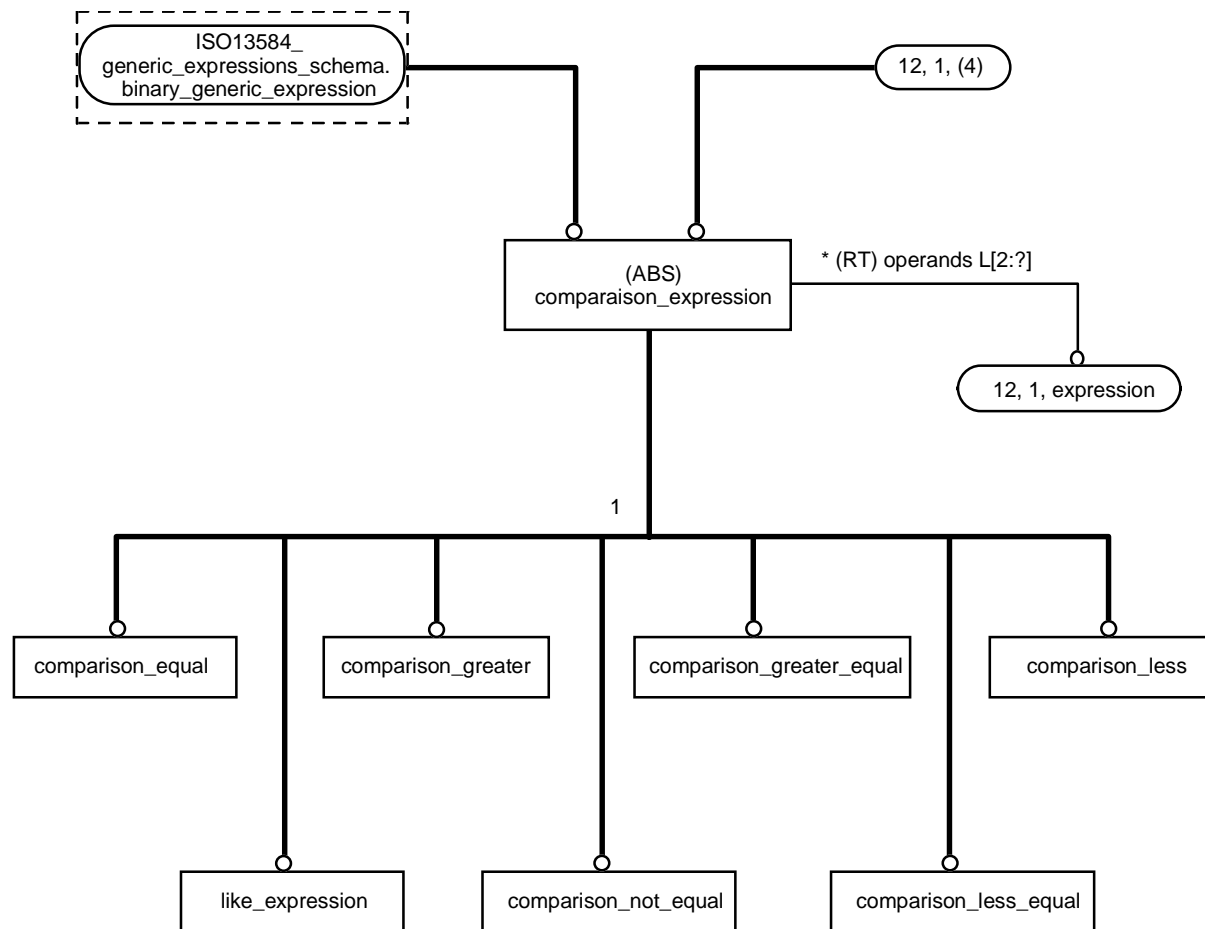 ISO13584_
generic_expressions_schema.
binary_generic_expression
12, 1, (4)
(ABS)
comparaison_expression
* (RT) operands L[2:?]
12, 1, expression
1
comparison_equal
comparison_greater
comparison_greater_equal
comparison_less
like_expression
comparison_not_equal
comparison_less_equal